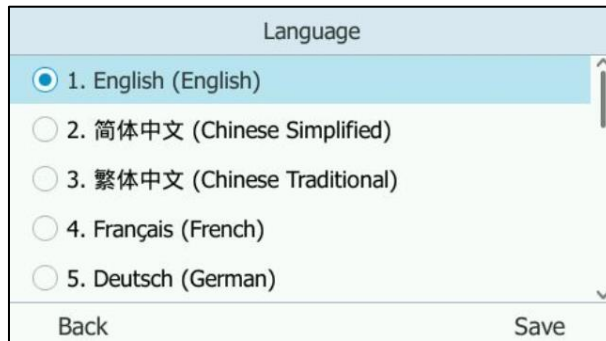 Language
1. English (English)
2. 简体中文 (Chinese Simplified)
3. 繁体中文 (Chinese Traditional)
4. Français (French)
5. Deutsch (German)
Back Save